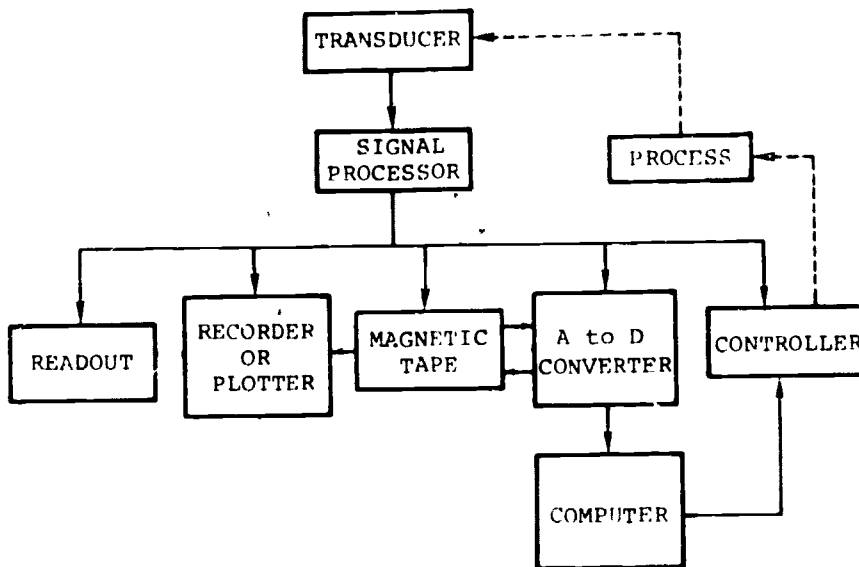 TRANSDUCER
SIGNAL
PROCESSOR
PROCESS
READOUT
RECORDER
OR
PLOTTER
MAGNETIC
TAPE
A to D
CONVERTER
CONTROLLER
COMPUTER